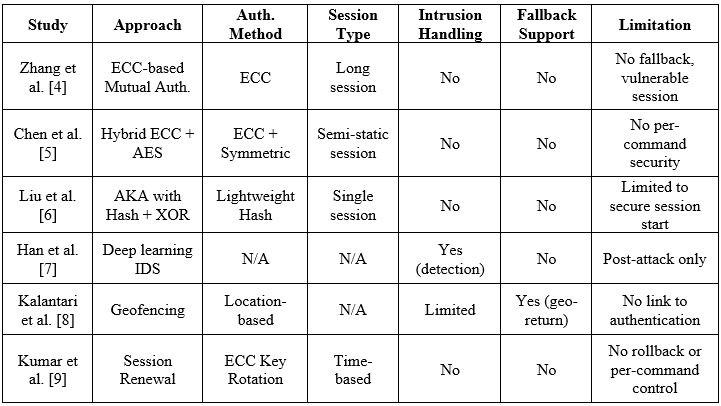 Study Approach Auth. Method Session Type Intrusion Handling Fallback Support Limitation
Zhang et al. [4] ECC-based Mutual Auth. ECC Long session No No No fallback, vulnerable session
Chen et al. [5] Hybrid ECC + AES ECC + Symmetric Semi-static session No No No per-command security
Liu et al. [6] AKA with Hash + XOR Lightweight Hash Single session No No Limited to secure session start
Han et al. [7] Deep learning IDS N/A N/A Yes (detection) No Post-attack only
Kalantari et al. [8] Geofencing Location-based N/A Limited Yes (geo-return) No link to authentication
Kumar et al. [9] Session Renewal ECC Key Rotation Time-based No No No rollback or per-command control